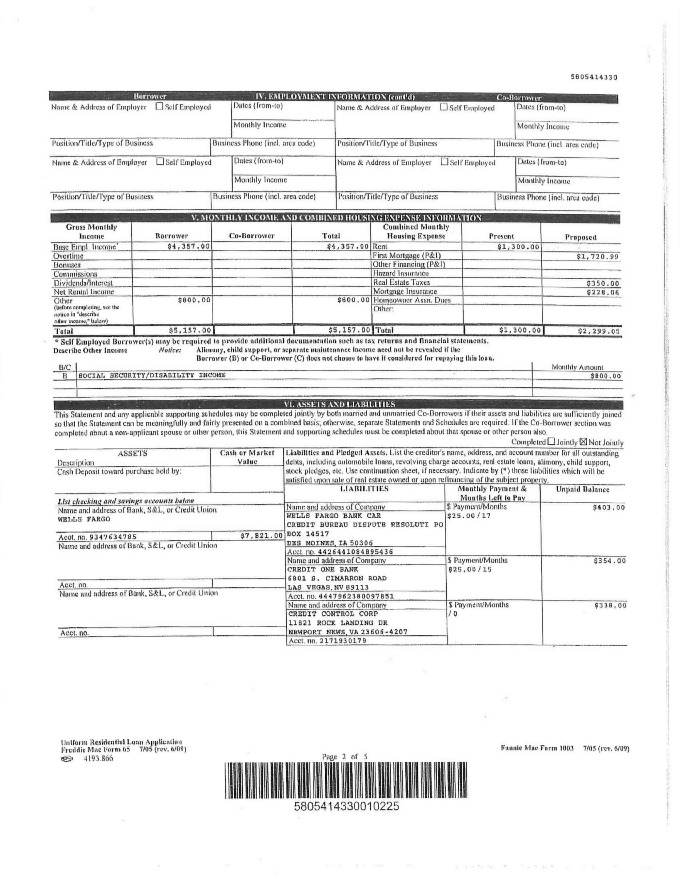 5805414330
Borrower IV. EMPLOYMENT INFORMATION (cont'd) Co-Borrower
Name & Address of Employer ☐ Self Employed Dates (from-to) Name & Address of Employer ☐ Self Employed Dates (from-to)
Monthly Income Monthly Income
Position/Title/Type of Business Business Phone (incl. area code) Position/Title/Type of Business Business Phone (incl. area code)
Name & Address of Employer ☐ Self Employed Dates (from-to) Name & Address of Employer ☐ Self Employed Dates (from-to)
Monthly Income Monthly Income
Position/Title/Type of Business Business Phone (incl. area code) Position/Title/Type of Business Business Phone (incl. area code)
V. MONTHLY INCOME AND COMBINED HOUSING EXPENSE INFORMATION
Gross Monthly Combined Monthly
Income Borrower Co-Borrower Total Housing Expense Present Proposed
Base Empl. Income* $4,357.00 $4,357.00 Rent $1,300.00
Overtime First Mortgage (P&I) $1,720.99
Bonuses Other Financing (P&I)
Commissions Hazard Insurance
Dividends/Interest Real Estate Taxes $350.00
Net Rental Income Mortgage Insurance $228.06
Other $800.00 $800.00 Homeowner Assn. Dues
(before completing, see the Other:
notice in "describe
other income," below)
Total $5,157.00 $5,157.00 Total $1,300.00 $2,299.05
* Self Employed Borrower(s) may be required to provide additional documentation such as tax returns and financial statements.
Describe Other Income Notice: Alimony, child support, or separate maintenance income need not be revealed if the
Borrower (B) or Co-Borrower (C) does not choose to have it considered for repaying this loan.
B/C Monthly Amount
B SOCIAL SECURITY/DISABILITY INCOME $800.00
VI. ASSETS AND LIABILITIES
This Statement and any applicable supporting schedules may be completed jointly by both married and unmarried Co-Borrowers if their assets and liabilities are sufficiently joined
so that the Statement can be meaningfully and fairly presented on a combined basis; otherwise, separate Statements and Schedules are required. If the Co-Borrower section was
completed about a non-applicant spouse or other person, this Statement and supporting schedules must be completed about that spouse or other person also.
Completed ☐ Jointly ☒ Not Jointly
ASSETS Cash or Market Value
Description
Cash Deposit toward purchase held by:
Liabilities and Pledged Assets. List the creditor's name, address, and account number for all outstanding
debts, including automobile loans, revolving charge accounts, real estate loans, alimony, child support,
stock pledges, etc. Use continuation sheet, if necessary. Indicate by (*) those liabilities which will be
satisfied upon sale of real estate owned or upon refinancing of the subject property.
LIABILITIES Monthly Payment & Months Left to Pay Unpaid Balance
List checking and savings accounts below
Name and address of Bank, S&L, or Credit Union
WELLS FARGO
Acct. no. 9347634785 $7,821.00
Name and address of Bank, S&L, or Credit Union
Acct. no.
Name and address of Bank, S&L, or Credit Union
Acct. no.
Name and address of Company $ Payment/Months $403.00
WELLS FARGO BANK CAR $25.00/17
CREDIT BUREAU DISPUTE RESOLUTI PO
BOX 14517
DES MOINES, IA 50306
Acct. no. 4426441084895436
Name and address of Company $ Payment/Months $354.00
CREDIT ONE BANK $25.00/15
6801 S. CIMARRON ROAD
LAS VEGAS, NV 89113
Acct. no. 4447962380097851
Name and address of Company $ Payment/Months $338.00
CREDIT CONTROL CORP / 0
11821 ROCK LANDING DR
NEWPORT NEWS, VA 23606-4207
Acct. no. 2171930179
Uniform Residential Loan Application
Freddie Mac Form 65 7/05 (rev. 6/09) Fannie Mae Form 1003 7/05 (rev. 6/09)
4193.866 Page 2 of 5
5805414330010225